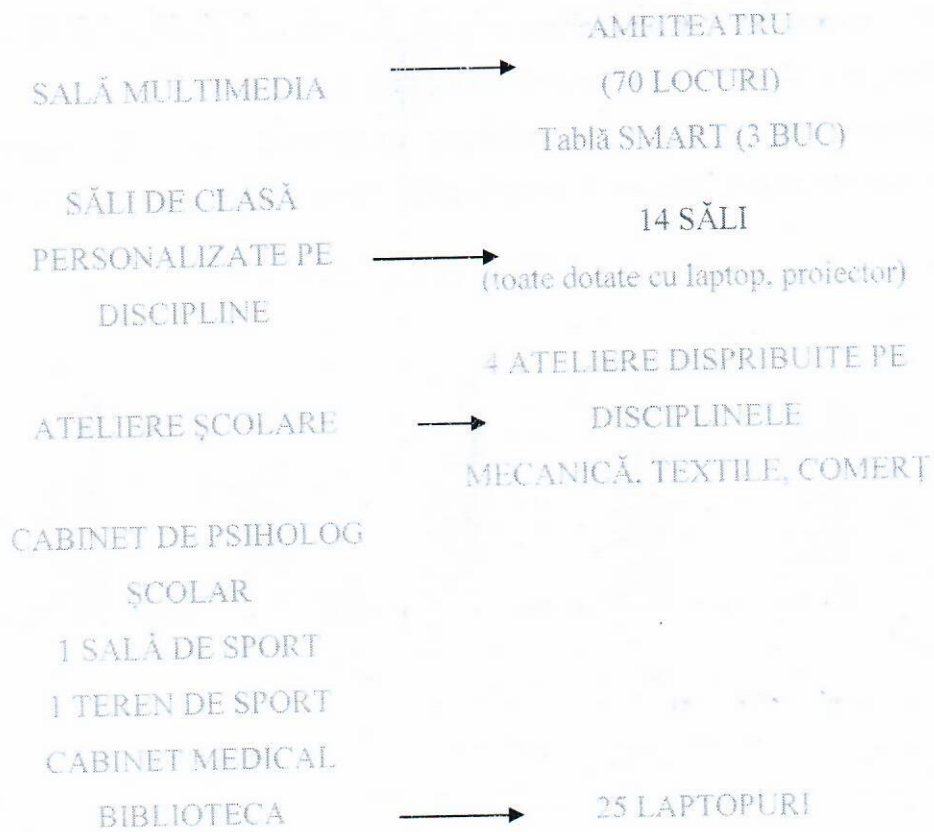 SALĂ MULTIMEDIA
AMFITEATRU
(70 LOCURI)
Tablă SMART (3 BUC)
SĂLI DE CLASĂ
PERSONALIZATE PE
DISCIPLINE
14 SĂLI
(toate dotate cu laptop, proiector)
ATELIERE ŞCOLARE
4 ATELIERE DISPRIBUITE PE
DISCIPLINELE
MECANICĂ, TEXTILE, COMERȚ
CABINET DE PSIHOLOG
ŞCOLAR
1 SALĂ DE SPORT
1 TEREN DE SPORT
CABINET MEDICAL
BIBLIOTECA
25 LAPTOPURI